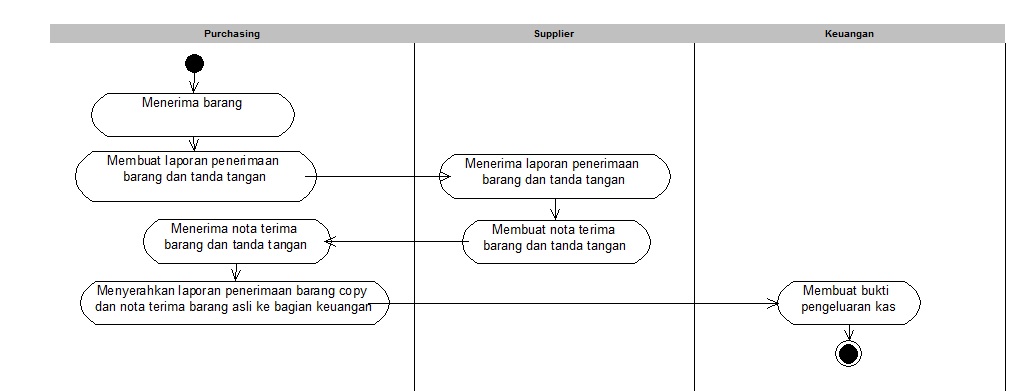 Purchasing
Supplier
Keuangan
Menerima barang
Membuat laporan penerimaan
barang dan tanda tangan
Menerima laporan penerimaan
barang dan tanda tangan
Menerima nota terima
barang dan tanda tangan
Membuat nota terima
barang dan tanda tangan
Menyerahkan laporan penerimaan barang copy
dan nota terima barang asli ke bagian keuangan
Membuat bukti
pengeluaran kas